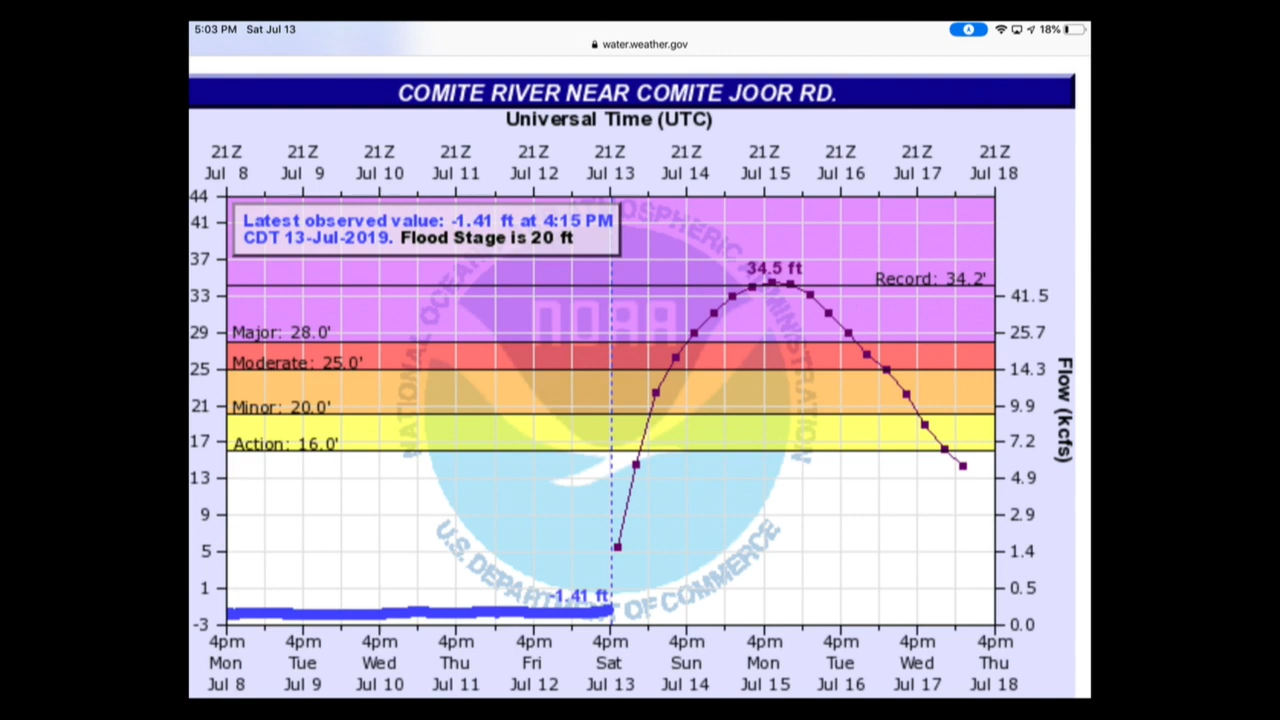 5:03 PM Sat Jul 13
18%
water.weather.gov
COMITE RIVER NEAR COMITE JOOR RD.
Universal Time (UTC)
21Z 21Z 21Z 21Z 21Z 21Z 21Z 21Z 21Z 21Z 21Z
Jul 8 Jul 9 Jul 10 Jul 11 Jul 12 Jul 13 Jul 14 Jul 15 Jul 16 Jul 17 Jul 18
44
Latest observed value: -1.41 ft at 4:15 PM
CDT 13-Jul-2019. Flood Stage is 20 ft
41
37
34.5 ft
Record: 34.2'
33 41.5
NOAA
Major: 28.0'
29 25.7
Moderate: 25.0'
25 14.3
Minor: 20.0'
21 9.9
Action: 16.0'
17 7.2
13 4.9
9 2.9
5 1.4
1 0.5
-1.41 ft
-3 0.0
Flow (kcfs)
NATIONAL OCEANIC AND ATMOSPHERIC ADMINISTRATION
U.S. DEPARTMENT OF COMMERCE
4pm 4pm 4pm 4pm 4pm 4pm 4pm 4pm 4pm 4pm 4pm
Mon Tue Wed Thu Fri Sat Sun Mon Tue Wed Thu
Jul 8 Jul 9 Jul 10 Jul 11 Jul 12 Jul 13 Jul 14 Jul 15 Jul 16 Jul 17 Jul 18